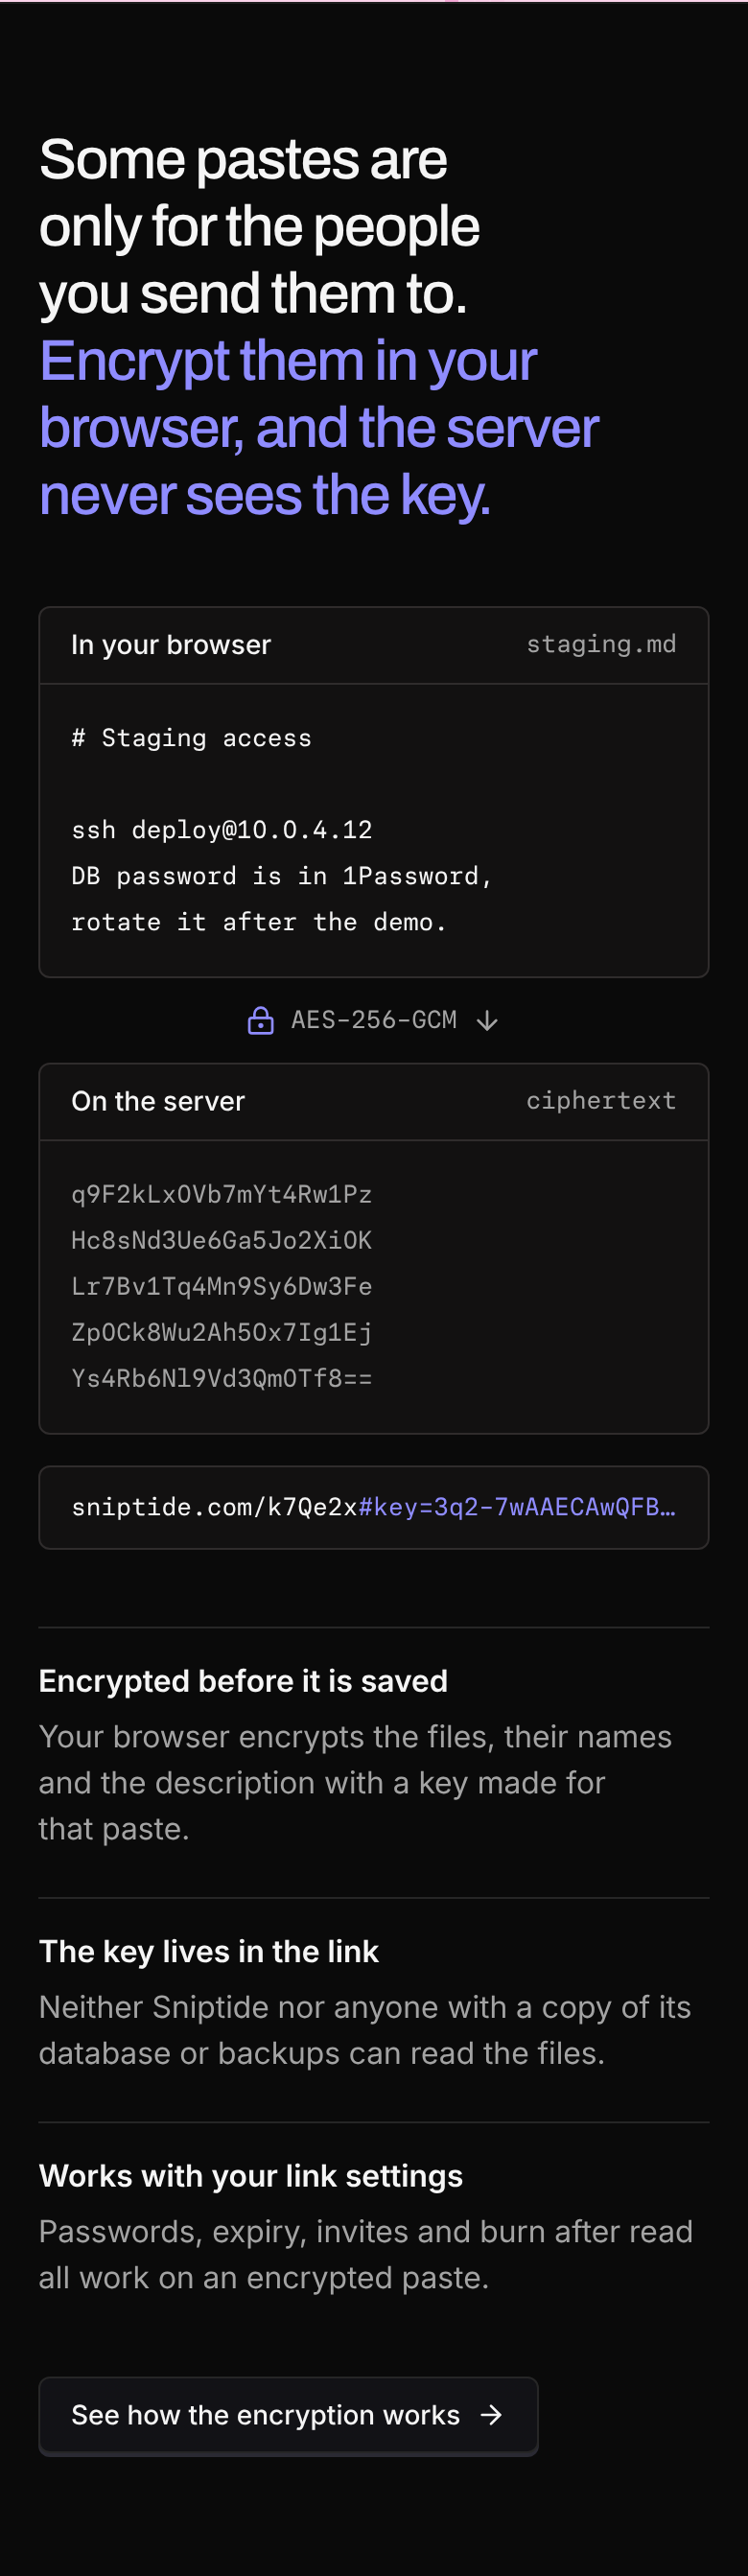 Some pastes are
only for the people
you send them to.
Encrypt them in your
browser, and the server
never sees the key.
In your browser
staging.md
# Staging access
ssh deploy@10.0.4.12
DB password is in 1Password,
rotate it after the demo.
AES-256-GCM ↓
On the server
ciphertext
q9F2kLx0Vb7mYt4Rw1Pz
Hc8sNd3Ue6Ga5Jo2Xi0K
Lr7Bv1Tq4Mn9Sy6Dw3Fe
Zp0Ck8Wu2Ah5Ox7Ig1Ej
Ys4Rb6Nl9Vd3Qm0Tf8==
sniptide.com/k7Qe2x#key=3q2-7wAAECAwQFB…
Encrypted before it is saved
Your browser encrypts the files, their names
and the description with a key made for
that paste.
The key lives in the link
Neither Sniptide nor anyone with a copy of its
database or backups can read the files.
Works with your link settings
Passwords, expiry, invites and burn after read
all work on an encrypted paste.
See how the encryption works →